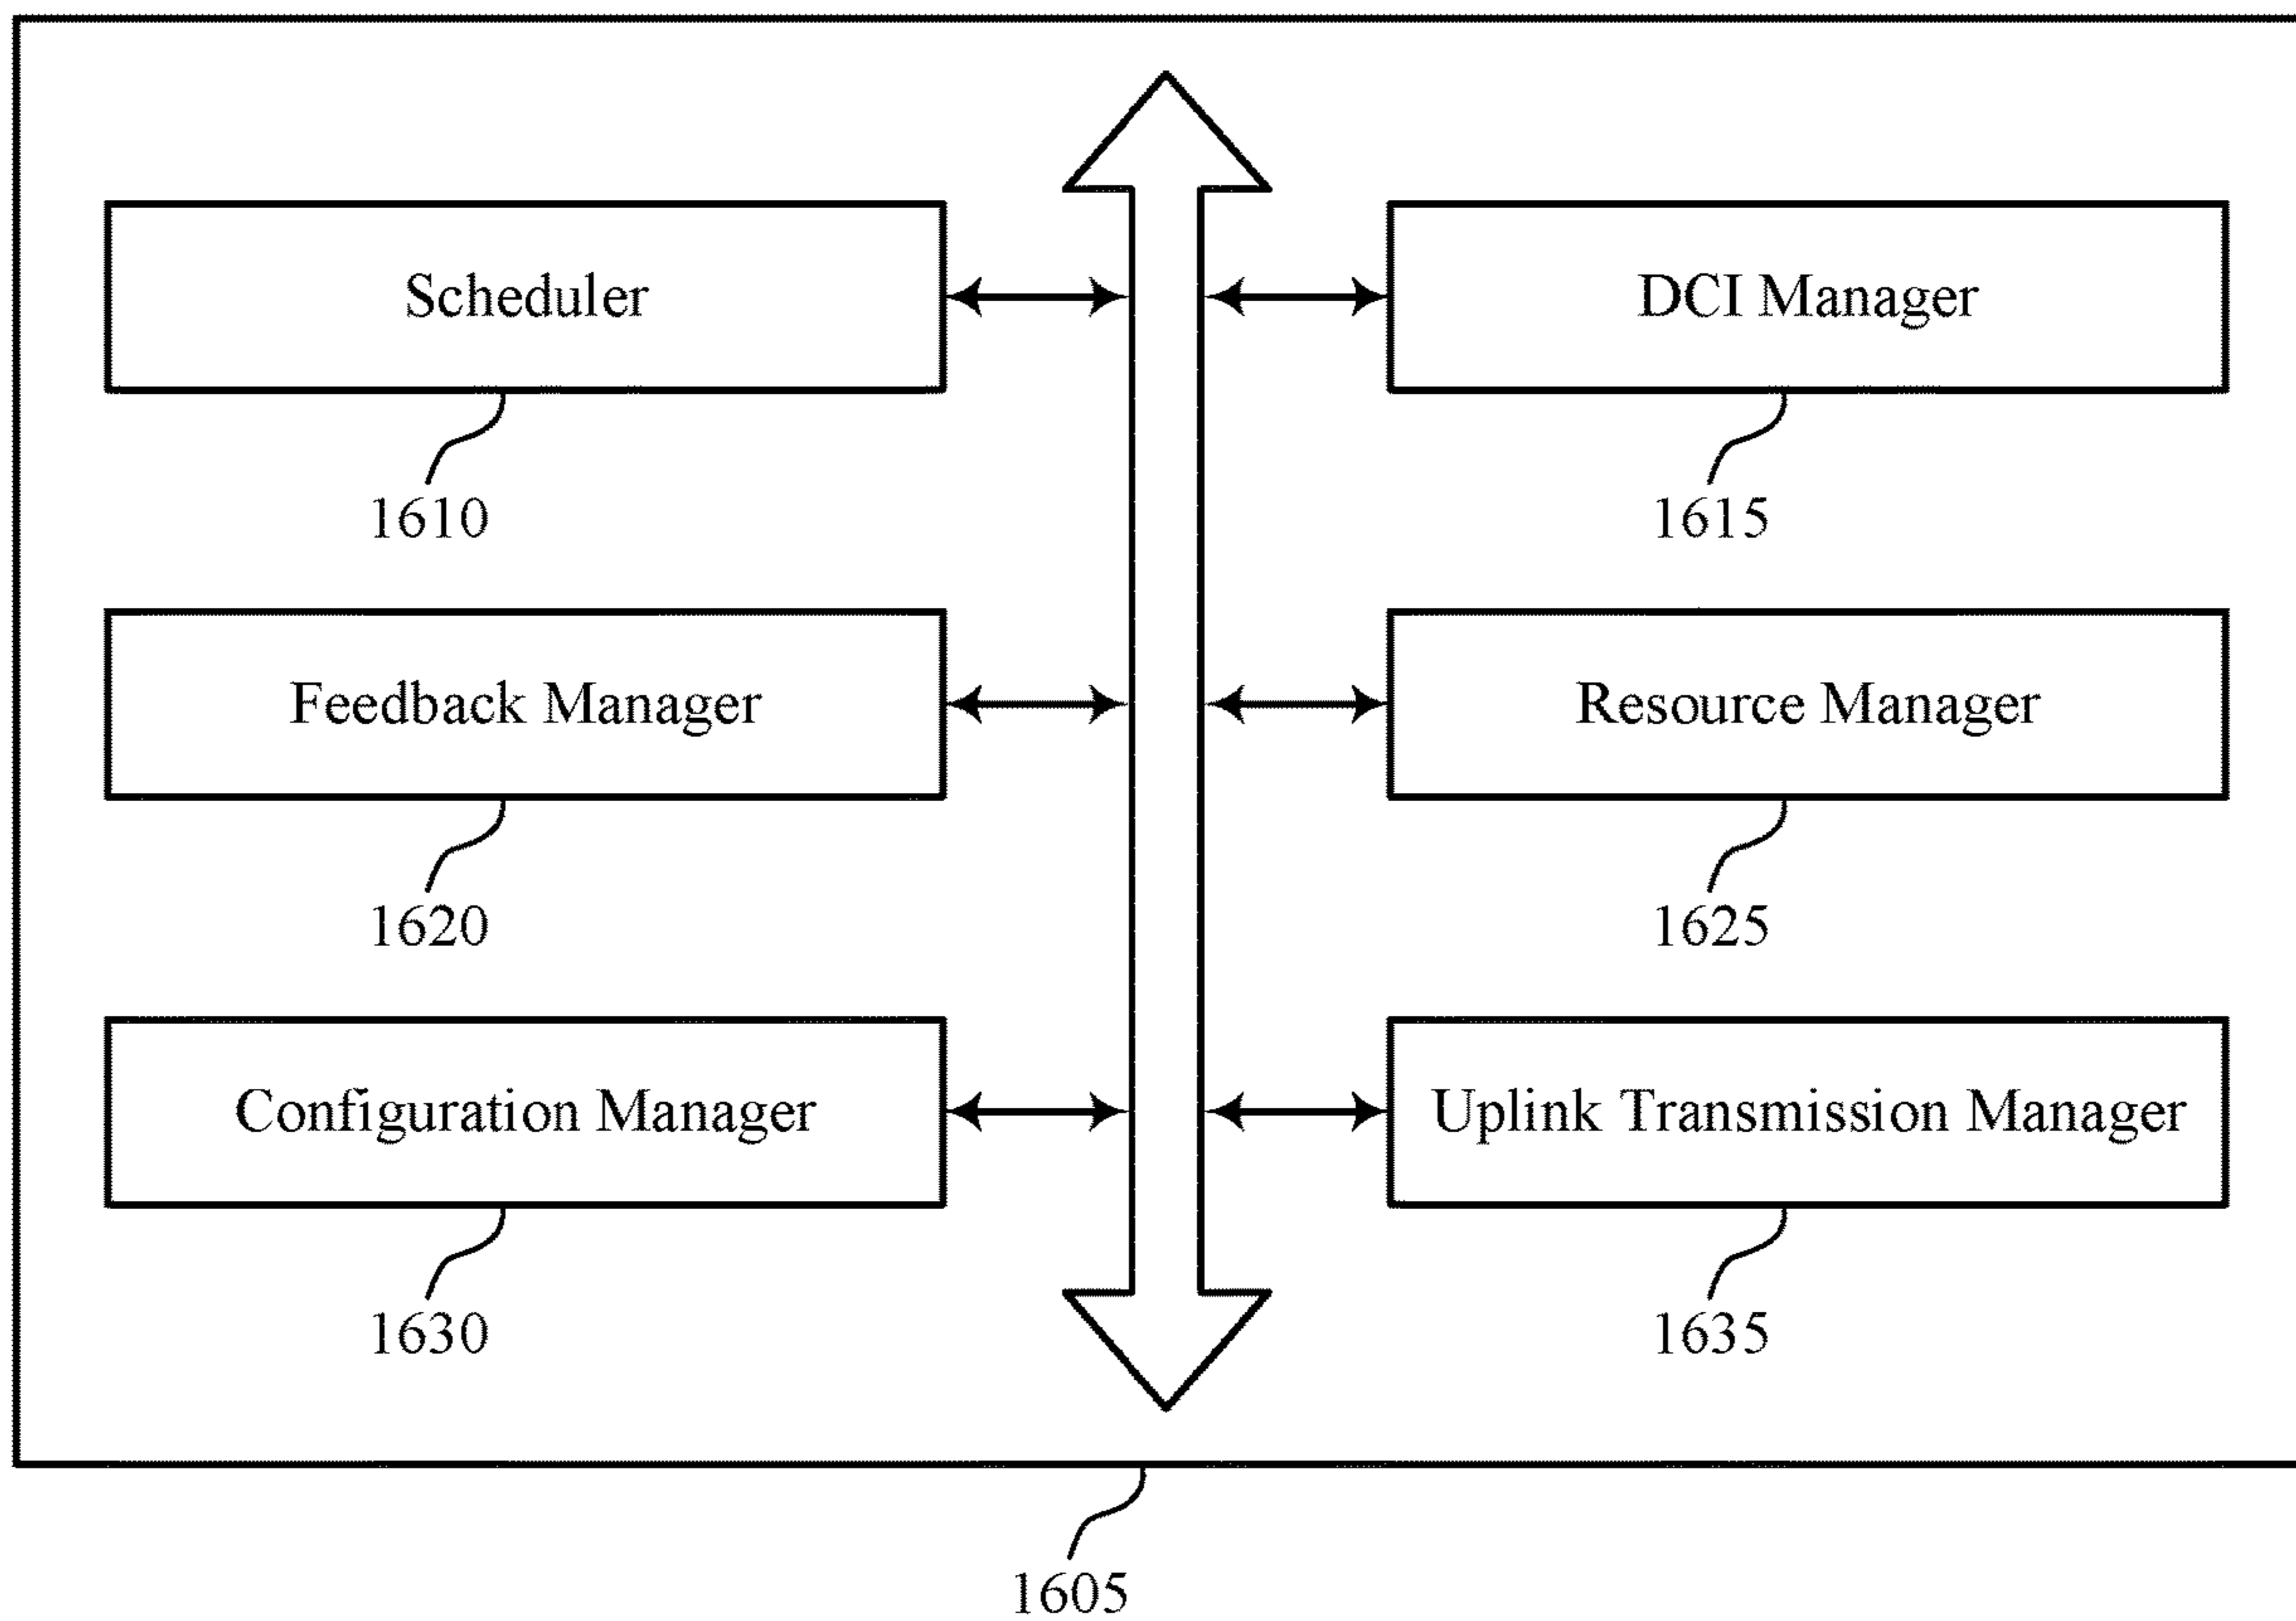 Scheduler
DCI Manager
1610
1615
Feedback Manager
Resource Manager
1620
1625
Configuration Manager
Uplink Transmission Manager
1630
1635
1605